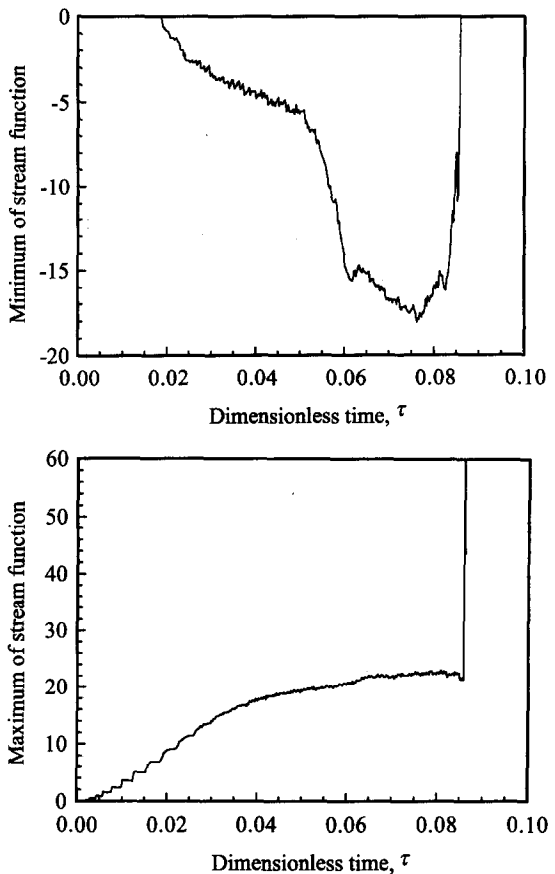 Minimum of stream function
0
-5
-10
-15
-20
0.00 0.02 0.04 0.06 0.08 0.10
Dimensionless time, τ
Maximum of stream function
60
50
40
30
20
10
0
0.00 0.02 0.04 0.06 0.08 0.10
Dimensionless time, τ